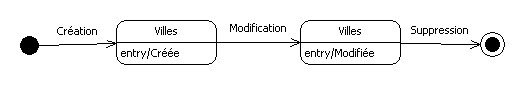 Création
Villes
entry/Créée
Modification
Villes
entry/Modifiée
Suppression